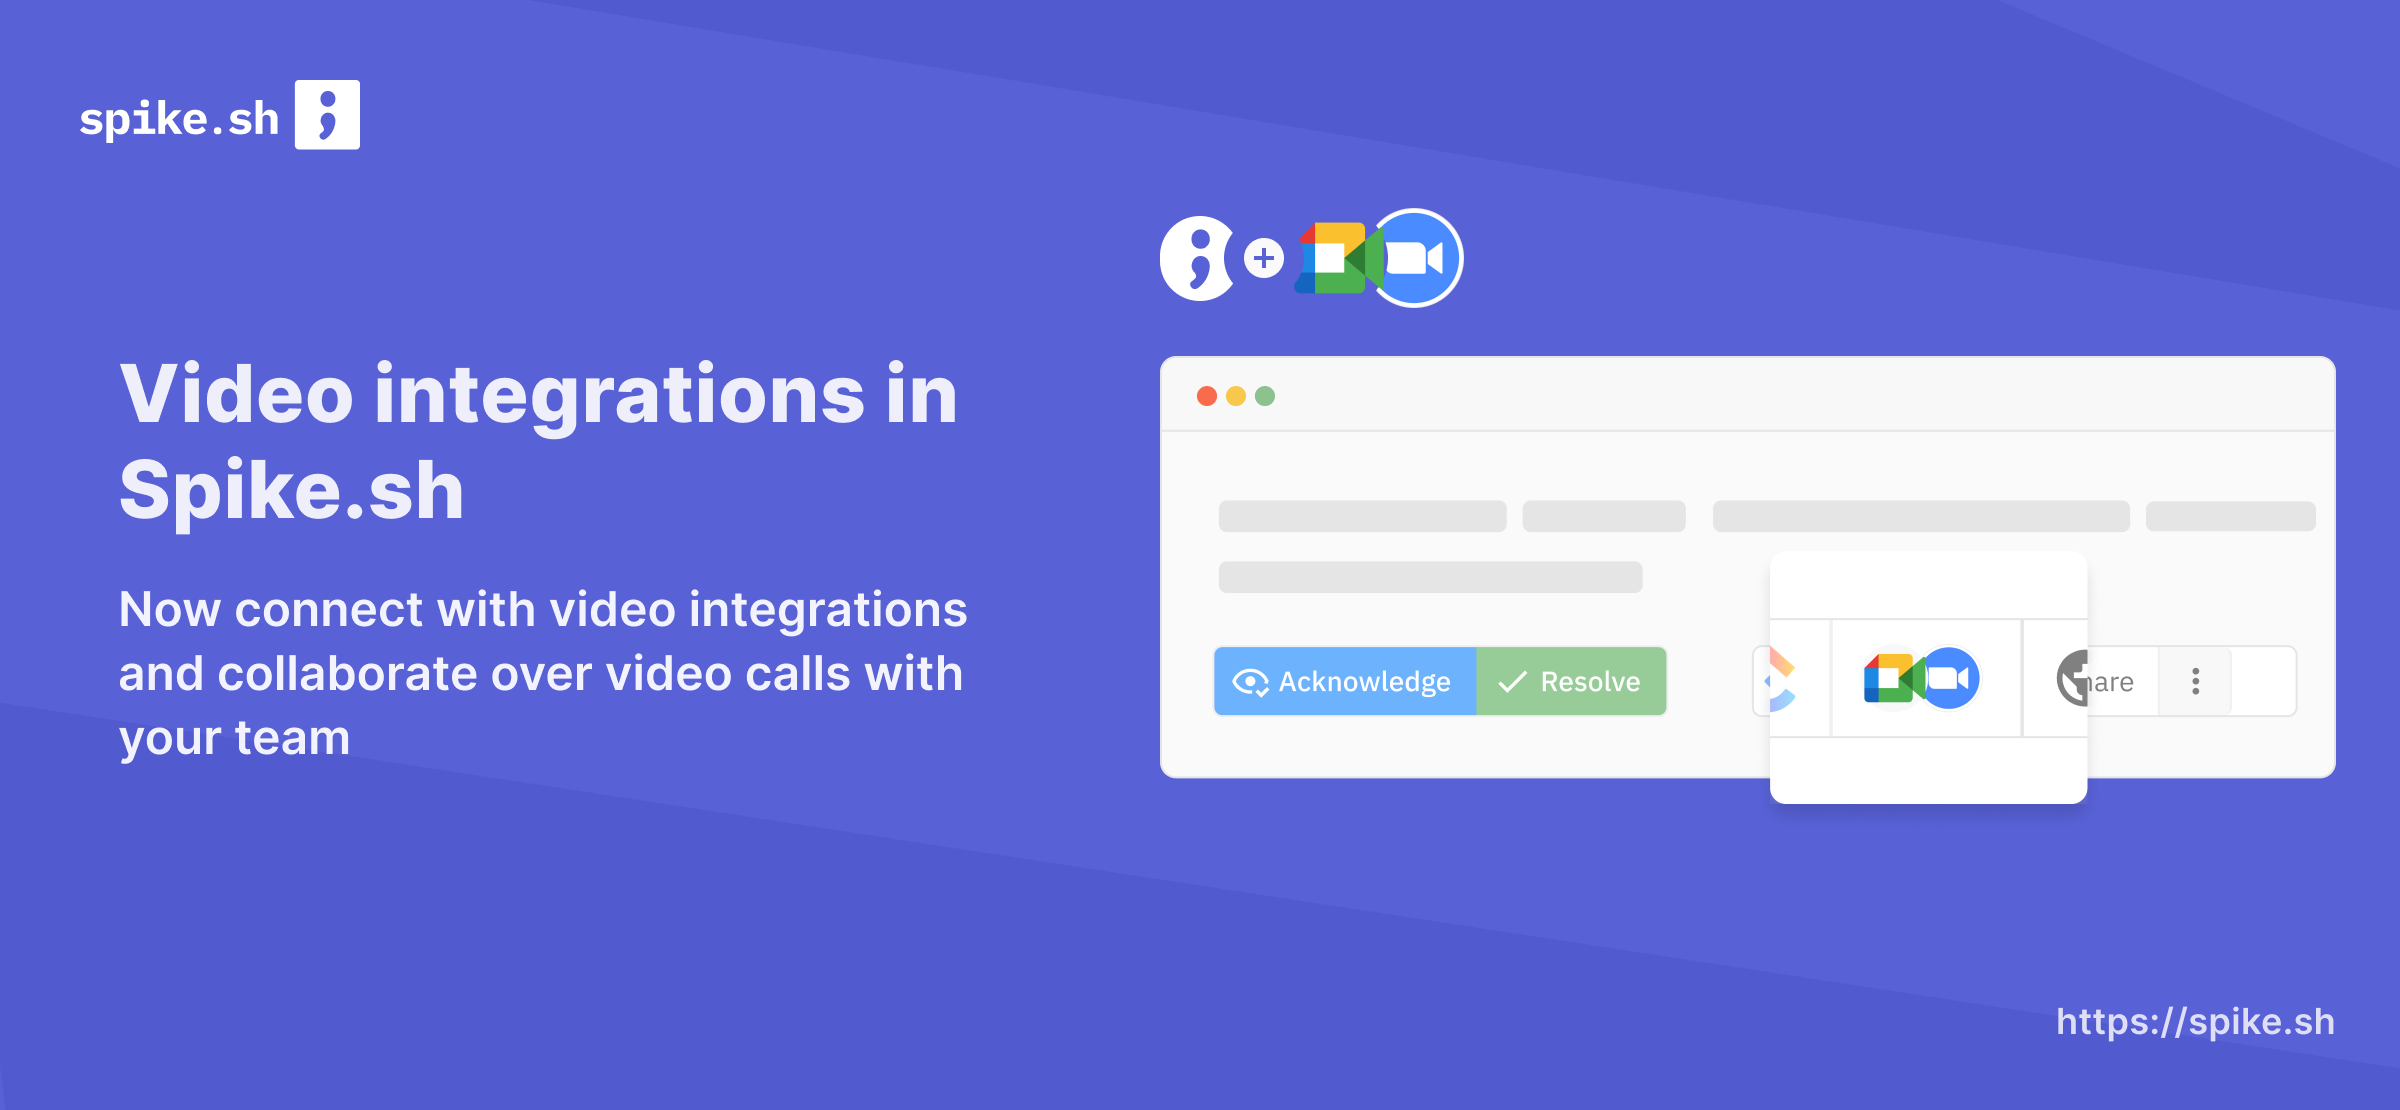 spike.sh
Video integrations in
Spike.sh
Now connect with video integrations
and collaborate over video calls with
your team
Acknowledge
Resolve
https://spike.sh